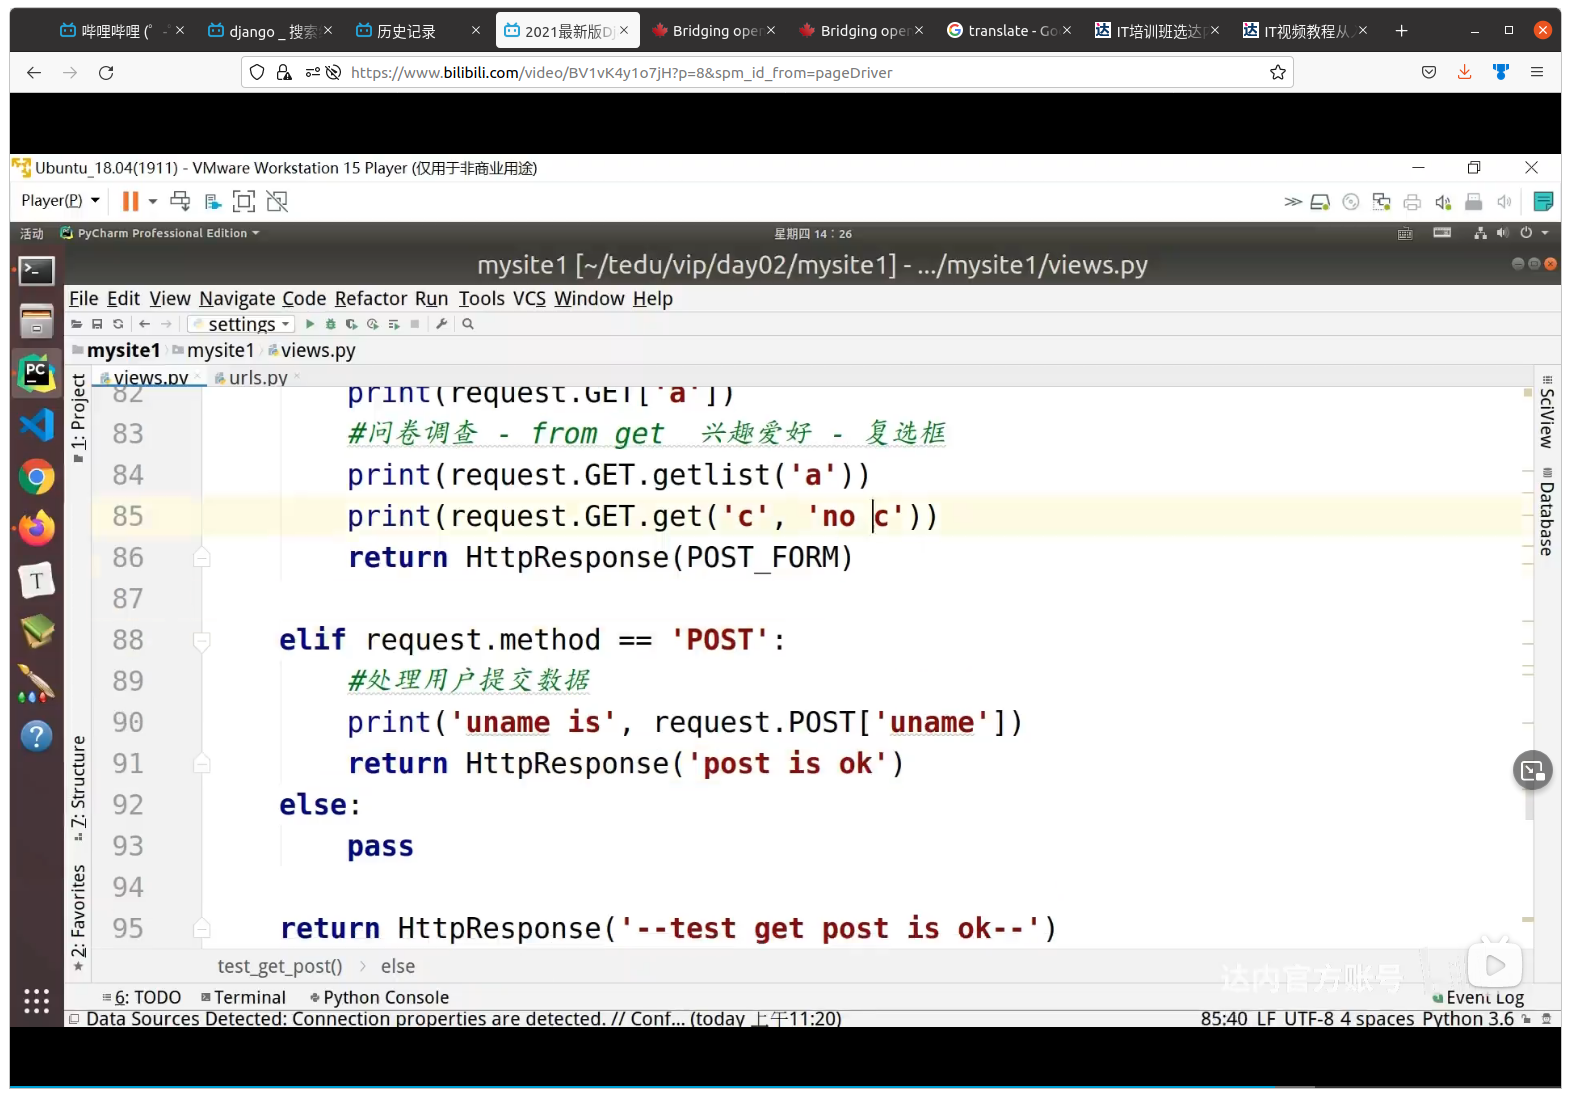 哔哩哔哩 (゜-
django _ 搜索
历史记录
2021最新版Dj
Bridging oper
Bridging oper
translate - Go
IT培训班选达内
IT视频教程从入
https://www.bilibili.com/video/BV1vK4y1o7jH?p=8&spm_id_from=pageDriver
Ubuntu_18.04(1911) - VMware Workstation 15 Player (仅用于非商业用途)
Player(P)
活动 PyCharm Professional Edition 星期四 14:26
mysite1 [~/tedu/vip/day02/mysite1] - .../mysite1/views.py
File Edit View Navigate Code Refactor Run Tools VCS Window Help
settings
mysite1 mysite1 views.py
views.py urls.py
1: Project
7: Structure
2: Favorites
82 print(request.GET['a'])
83 #问卷调查 - from get 兴趣爱好 - 复选框
84 print(request.GET.getlist('a'))
85 print(request.GET.get('c', 'no c'))
86 return HttpResponse(POST_FORM)
87
88 elif request.method == 'POST':
89 #处理用户提交数据
90 print('uname is', request.POST['uname'])
91 return HttpResponse('post is ok')
92 else:
93 pass
94
95 return HttpResponse('--test get post is ok--')
SciView
Database
test_get_post() else
达内官方账号
6: TODO Terminal Python Console Event Log
Data Sources Detected: Connection properties are detected. // Conf... (today 上午11:20) 85:40 LF UTF-8 4 spaces Python 3.6